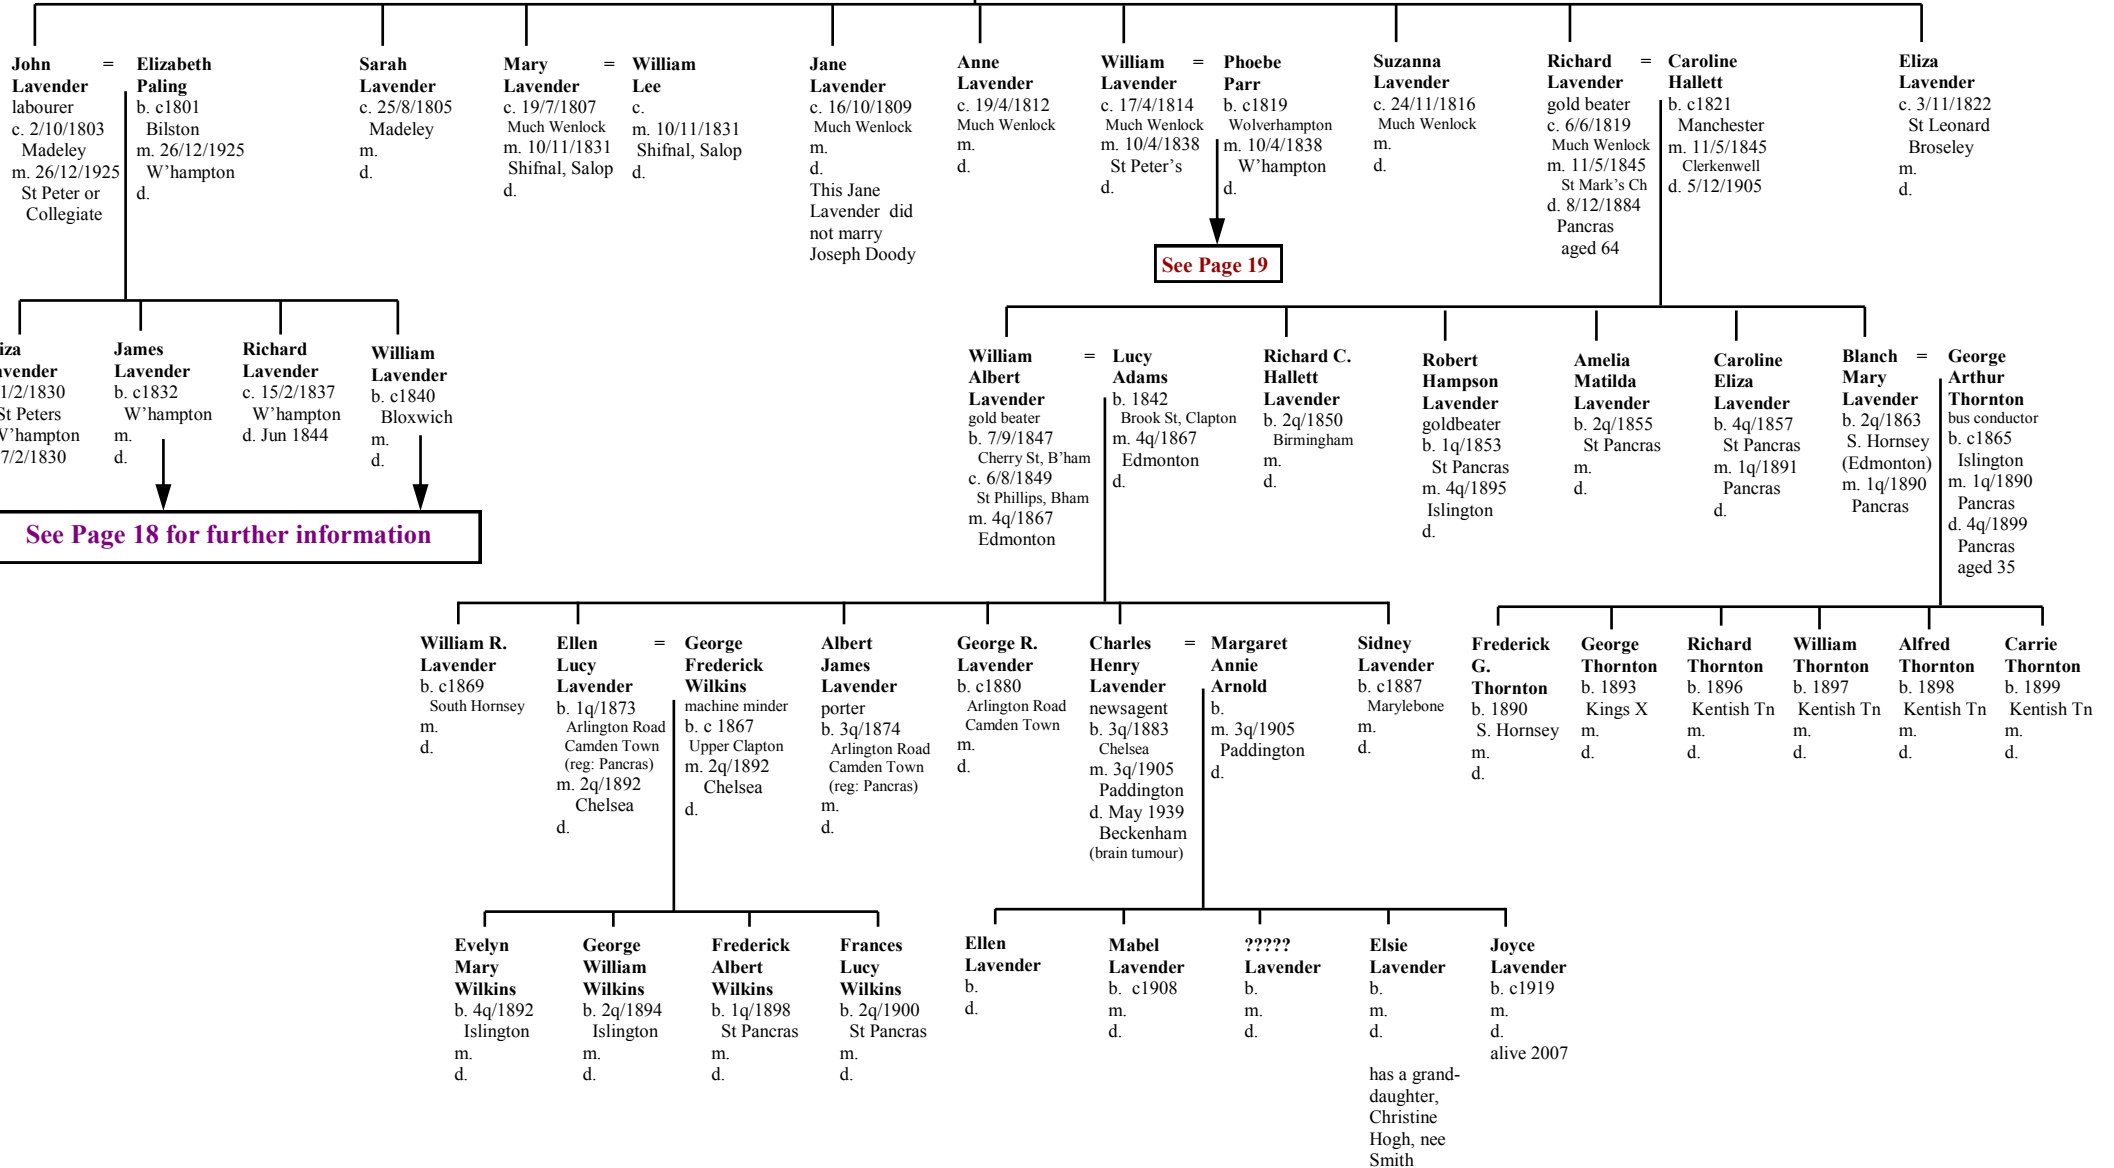 John =
Lavender
labourer
c. 2/10/1803
Madeley
m. 26/12/1925
St Peter or
Collegiate
Elizabeth
Paling
b. c1801
Bilston
m. 26/12/1925
W'hampton
d.
Sarah
Lavender
c. 25/8/1805
Madeley
m.
d.
Mary =
Lavender
c. 19/7/1807
Much Wenlock
m. 10/11/1831
Shifnal, Salop
d.
William
Lee
c.
m. 10/11/1831
Shifnal, Salop
d.
Jane
Lavender
c. 16/10/1809
Much Wenlock
m.
d.
This Jane
Lavender did
not marry
Joseph Doody
Anne
Lavender
c. 19/4/1812
Much Wenlock
m.
d.
William =
Lavender
c. 17/4/1814
Much Wenlock
m. 10/4/1838
St Peter's
d.
Phoebe
Parr
b. c1819
Wolverhampton
m. 10/4/1838
W'hampton
d.
See Page 19
Suzanna
Lavender
c. 24/11/1816
Much Wenlock
m.
d.
Richard =
Lavender
gold beater
c. 6/6/1819
Much Wenlock
m. 11/5/1845
St Mark's Ch
d. 8/12/1884
Pancras
aged 64
Caroline
Hallett
b. c1821
Manchester
m. 11/5/1845
Clerkenwell
d. 5/12/1905
Eliza
Lavender
c. 3/11/1822
St Leonard
Broseley
m.
d.
iza
avender
1/2/1830
St Peters
W'hampton
7/2/1830
James
Lavender
b. c1832
W'hampton
m.
d.
Richard
Lavender
c. 15/2/1837
W'hampton
d. Jun 1844
William
Lavender
b. c1840
Bloxwich
m.
d.
See Page 18 for further information
William =
Albert
Lavender
gold beater
b. 7/9/1847
Cherry St, B'ham
c. 6/8/1849
St Phillips, Bham
m. 4q/1867
Edmonton
Lucy
Adams
b. 1842
Brook St, Clapton
m. 4q/1867
Edmonton
d.
Richard C.
Hallett
Lavender
b. 2q/1850
Birmingham
m.
d.
Robert
Hampson
Lavender
goldbeater
b. 1q/1853
St Pancras
m. 4q/1895
Islington
d.
Amelia
Matilda
Lavender
b. 2q/1855
St Pancras
m.
d.
Caroline
Eliza
Lavender
b. 4q/1857
St Pancras
m. 1q/1891
Pancras
d.
Blanch =
Mary
Lavender
b. 2q/1863
S. Hornsey
(Edmonton)
m. 1q/1890
Pancras
George
Arthur
Thornton
bus conductor
b. c1865
Islington
m. 1q/1890
Pancras
d. 4q/1899
Pancras
aged 35
William R.
Lavender
b. c1869
South Hornsey
m.
d.
Ellen =
Lucy
Lavender
b. 1q/1873
Arlington Road
Camden Town
(reg: Pancras)
m. 2q/1892
Chelsea
d.
George
Frederick
Wilkins
machine minder
b. c 1867
Upper Clapton
m. 2q/1892
Chelsea
d.
Albert
James
Lavender
porter
b. 3q/1874
Arlington Road
Camden Town
(reg: Pancras)
m.
d.
George R.
Lavender
b. c1880
Arlington Road
Camden Town
m.
d.
Charles =
Henry
Lavender
newsagent
b. 3q/1883
Chelsea
m. 3q/1905
Paddington
d. May 1939
Beckenham
(brain tumour)
Margaret
Annie
Arnold
b.
m. 3q/1905
Paddington
d.
Sidney
Lavender
b. c1887
Marylebone
m.
d.
Frederick
G.
Thornton
b. 1890
S. Hornsey
m.
d.
George
Thornton
b. 1893
Kings X
m.
d.
Richard
Thornton
b. 1896
Kentish Tn
m.
d.
William
Thornton
b. 1897
Kentish Tn
m.
d.
Alfred
Thornton
b. 1898
Kentish Tn
m.
d.
Carrie
Thornton
b. 1899
Kentish Tn
m.
d.
Evelyn
Mary
Wilkins
b. 4q/1892
Islington
m.
d.
George
William
Wilkins
b. 2q/1894
Islington
m.
d.
Frederick
Albert
Wilkins
b. 1q/1898
St Pancras
m.
d.
Frances
Lucy
Wilkins
b. 2q/1900
St Pancras
m.
d.
Ellen
Lavender
b.
d.
Mabel
Lavender
b. c1908
m.
d.
?????
Lavender
b.
m.
d.
Elsie
Lavender
b.
m.
d.
has a grand-
daughter,
Christine
Hogh, nee
Smith
Joyce
Lavender
b. c1919
m.
d.
alive 2007